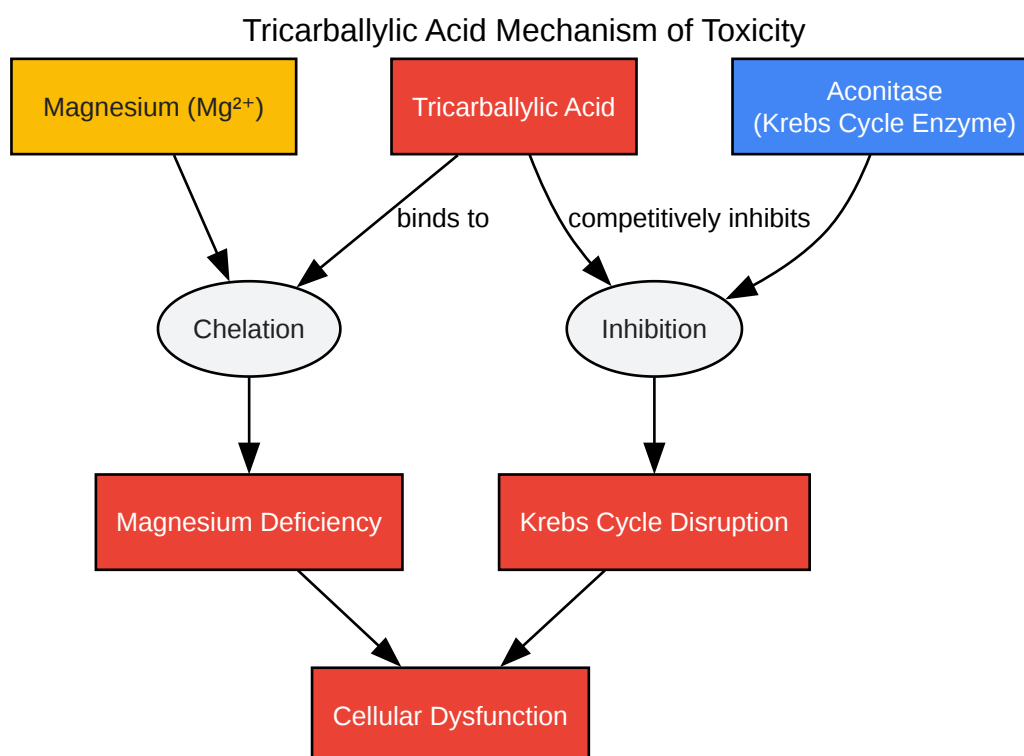 Tricarballylic Acid Mechanism of Toxicity
Magnesium (Mg²⁺)
Tricarballylic Acid
Aconitase
(Krebs Cycle Enzyme)
binds to
competitively inhibits
Chelation
Inhibition
Magnesium Deficiency
Krebs Cycle Disruption
Cellular Dysfunction